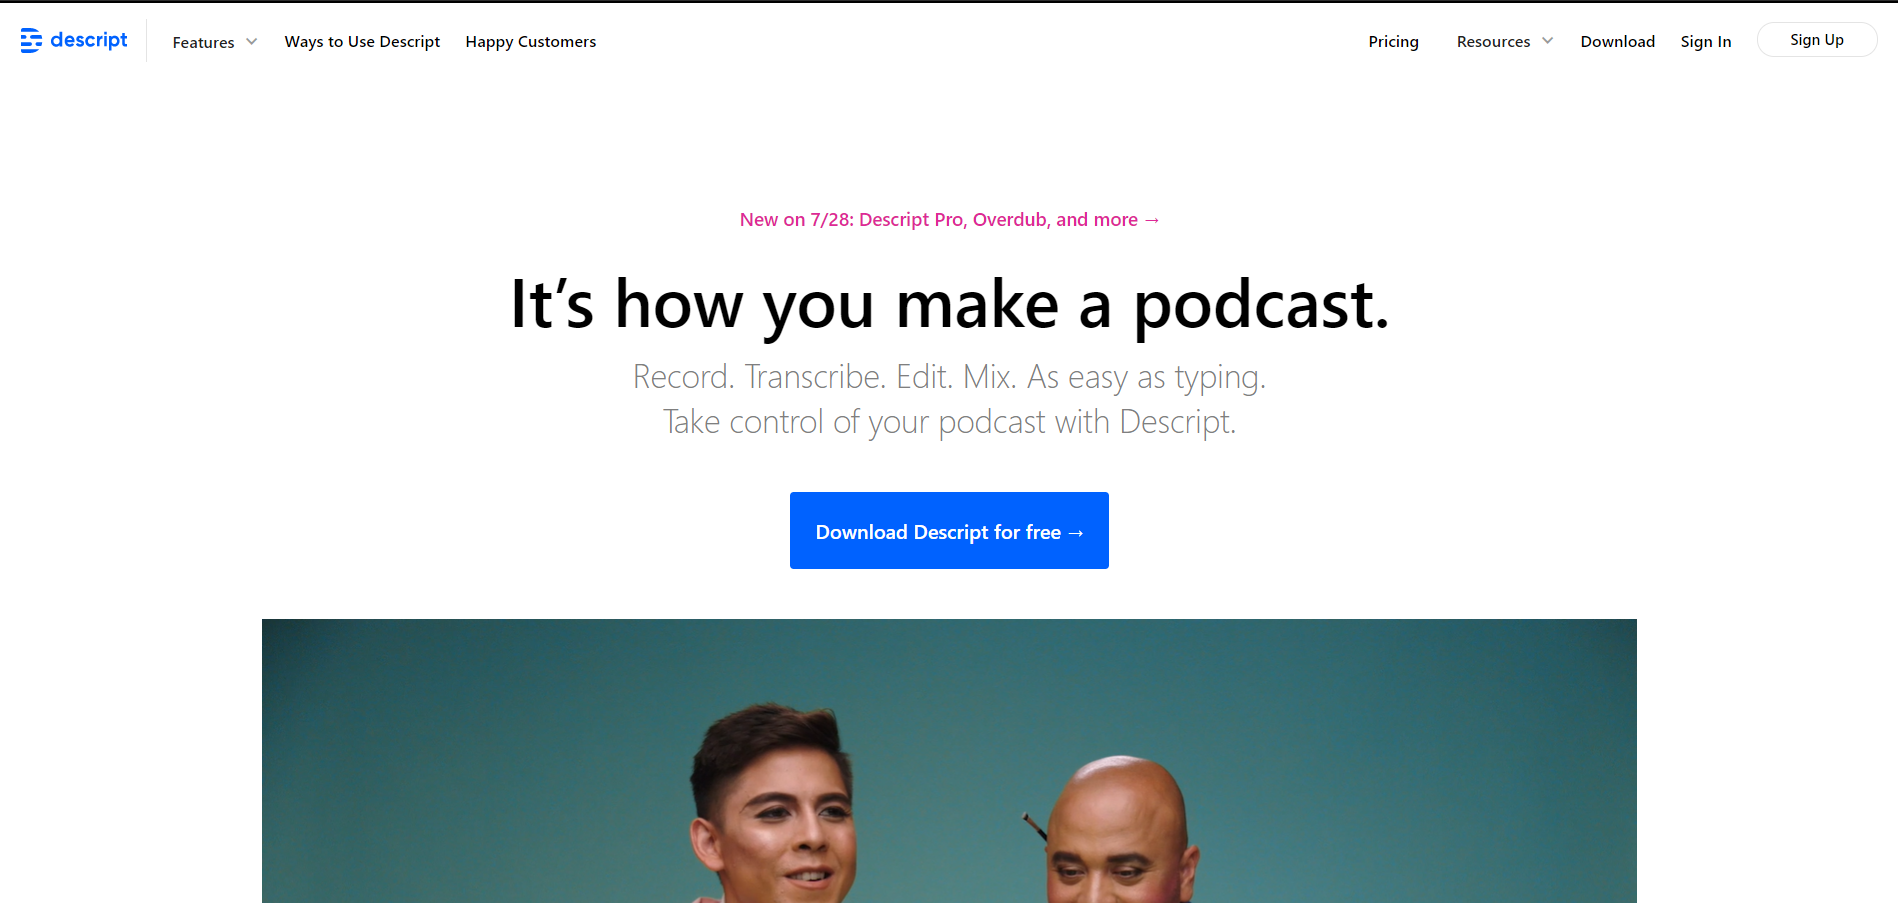 descript
Features
Ways to Use Descript
Happy Customers
Pricing
Resources
Download
Sign In
Sign Up
New on 7/28: Descript Pro, Overdub, and more →
It’s how you make a podcast.
Record. Transcribe. Edit. Mix. As easy as typing.
Take control of your podcast with Descript.
Download Descript for free →